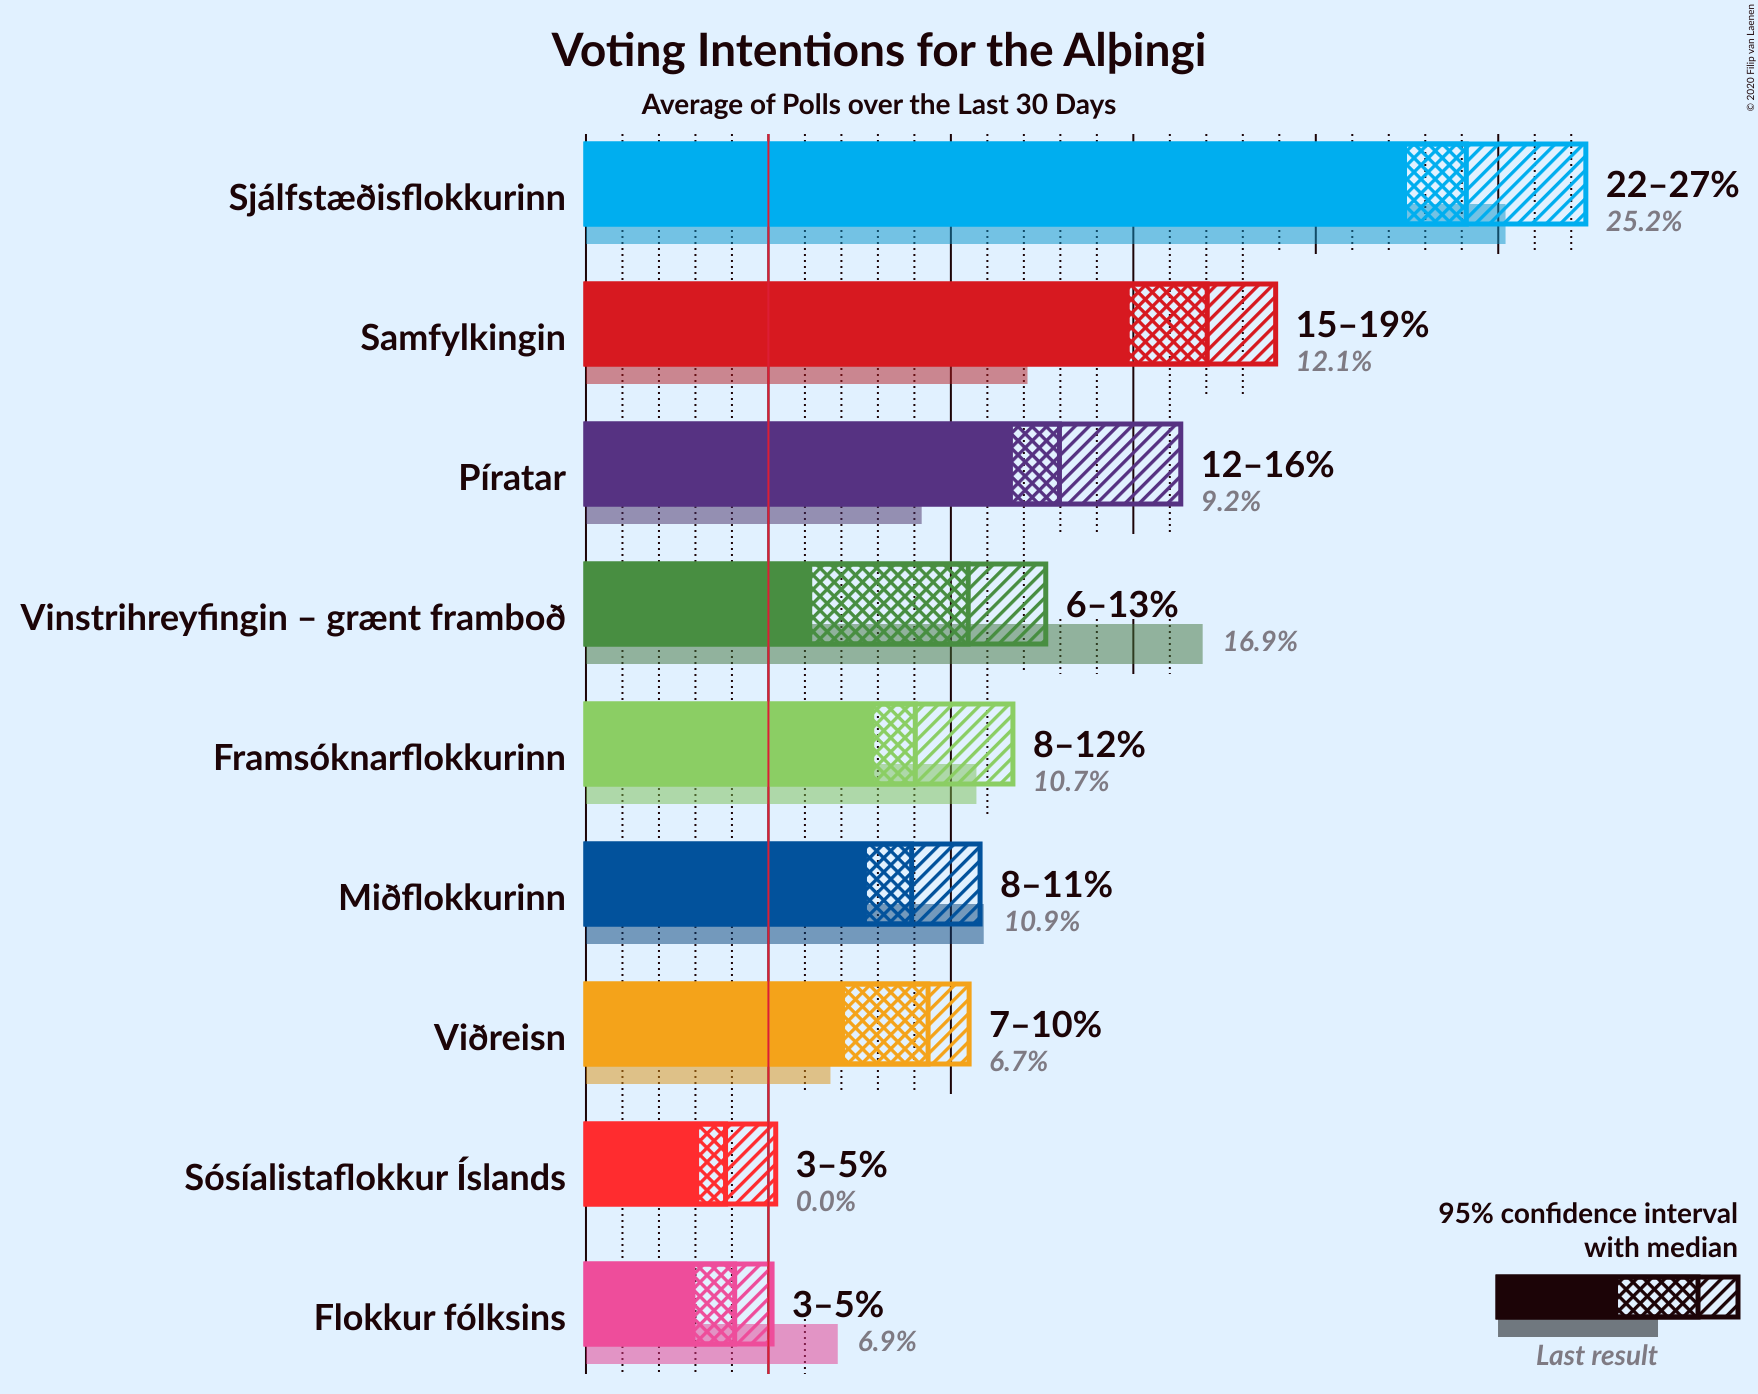 Voting Intentions for the Alþingi
Average of Polls over the Last 30 Days
© 2020 Filip van Laenen
Sjálfstæðisflokkurinn
22–27%
25.2%
Samfylkingin
15–19%
12.1%
Píratar
12–16%
9.2%
Vinstrihreyfingin – grænt framboð
6–13%
16.9%
Framsóknarflokkurinn
8–12%
10.7%
Miðflokkurinn
8–11%
10.9%
Viðreisn
7–10%
6.7%
Sósíalistaflokkur Íslands
3–5%
0.0%
Flokkur fólksins
3–5%
6.9%
95% confidence interval
with median
Last result